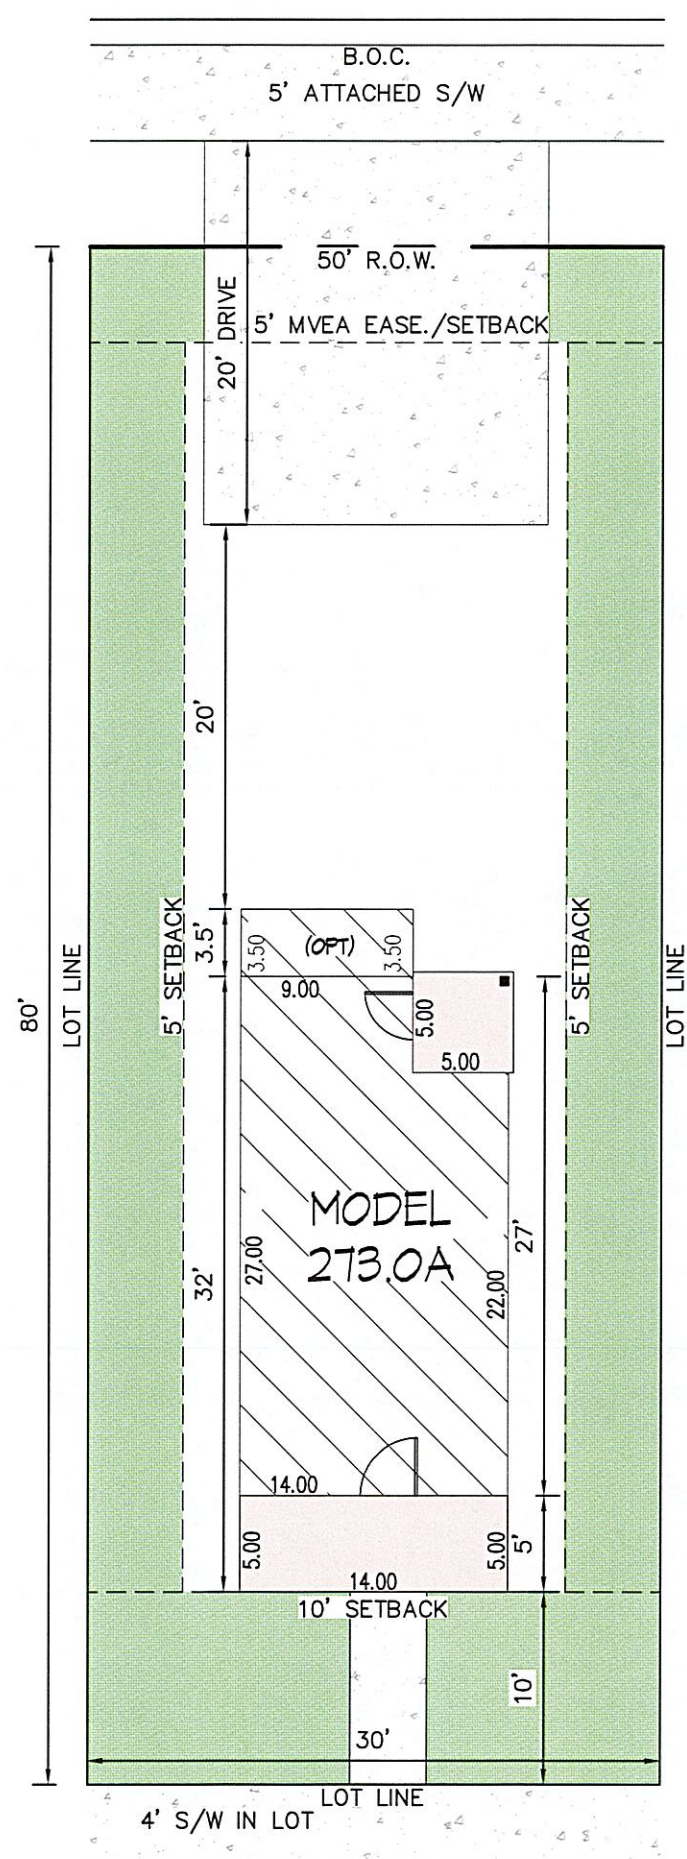 B.O.C.
5' ATTACHED S/W
50' R.O.W.
20' DRIVE
5' MVEA EASE./SETBACK
20'
3.5'
3.50
(OPT)
3.50
9.00
5.00
5.00
5' SETBACK
5' SETBACK
LOT LINE
LOT LINE
80'
MODEL
273.0A
32'
27.00
22.00
27'
14.00
5.00
5.00
5'
14.00
10' SETBACK
10'
30'
LOT LINE
4' S/W IN LOT